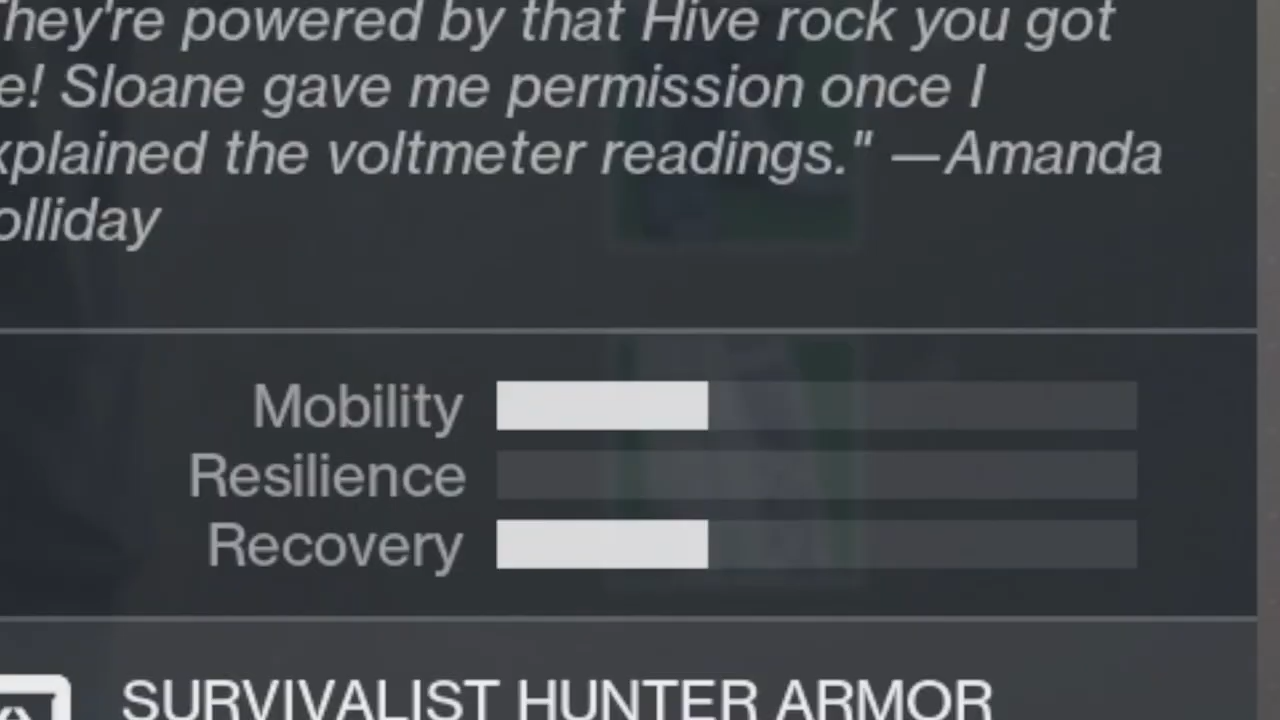 They're powered by that Hive rock you got
e! Sloane gave me permission once I
xplained the voltmeter readings." —Amanda
olliday
Mobility
Resilience
Recovery
SURVIVALIST HUNTER ARMOR